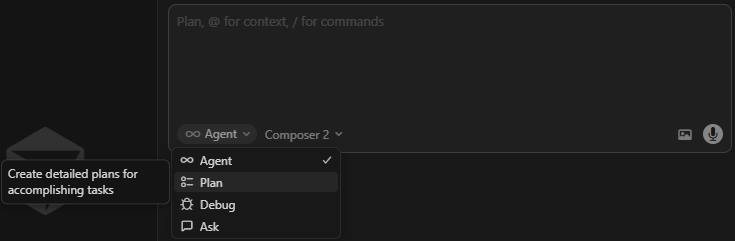 Plan, @ for context, / for commands
Agent
Composer 2
Agent
Create detailed plans for
accomplishing tasks
Plan
Debug
Ask